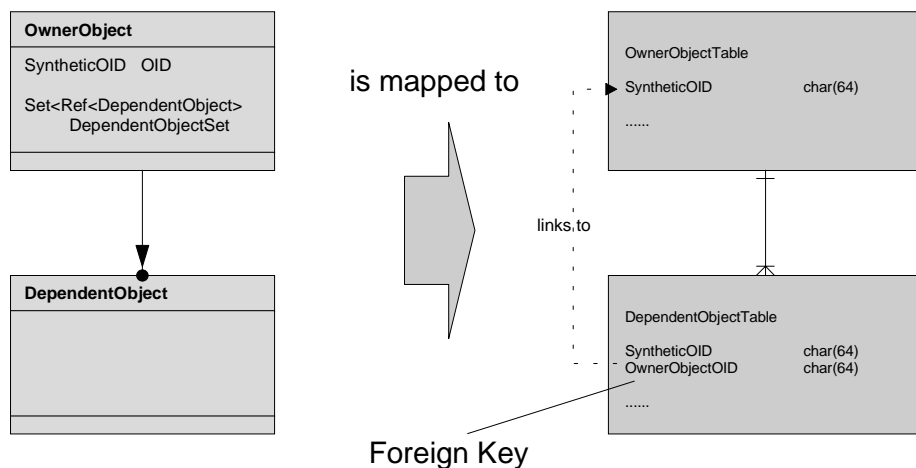 OwnerObject
SyntheticOID OID
Set<Ref<DependentObject>
DependentObjectSet
DependentObject
is mapped to
links to
OwnerObjectTable
SyntheticOID char(64)
......
DependentObjectTable
SyntheticOID char(64)
OwnerObjectOID char(64)
......
Foreign Key